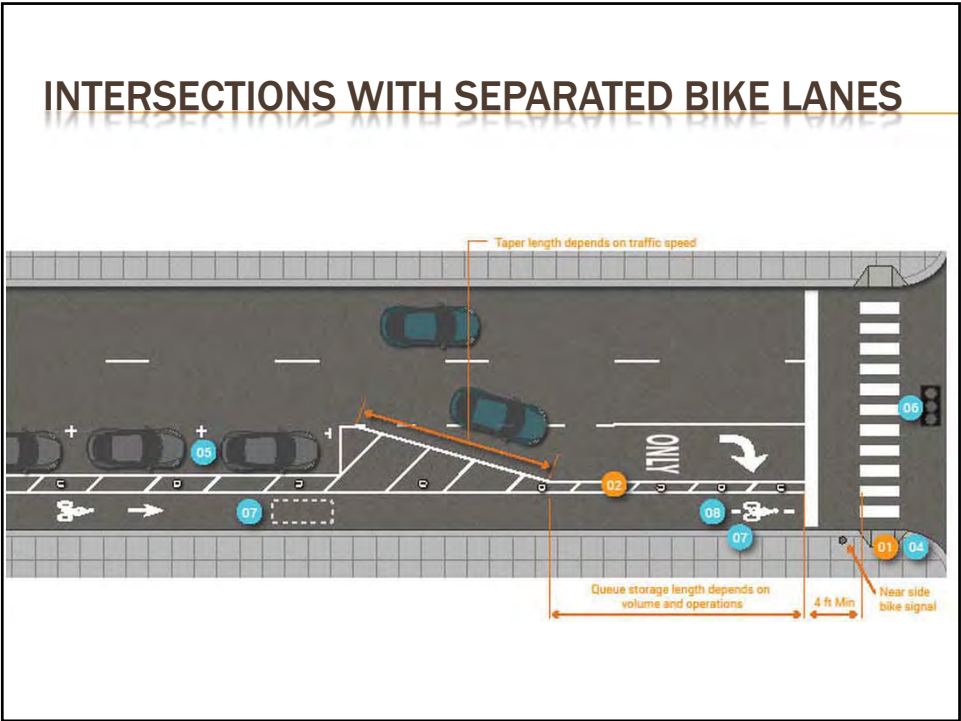 INTERSECTIONS WITH SEPARATED BIKE LANES
Taper length depends on traffic speed
05
06
ONLY
02
07
08
07
01
04
Queue storage length depends on
volume and operations
4 ft Min
Near side
bike signal